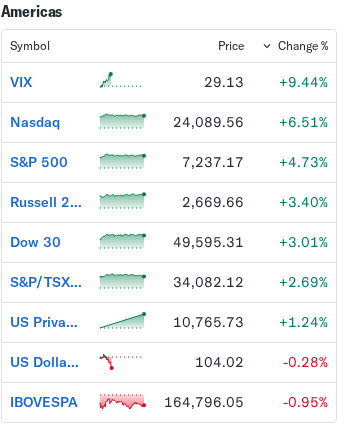 Americas
Symbol Price Change %
VIX 29.13 +9.44%
Nasdaq 24,089.56 +6.51%
S&P 500 7,237.17 +4.73%
Russell 2... 2,669.66 +3.40%
Dow 30 49,595.31 +3.01%
S&P/TSX... 34,082.12 +2.69%
US Priva... 10,765.73 +1.24%
US Dolla... 104.02 -0.28%
IBOVESPA 164,796.05 -0.95%